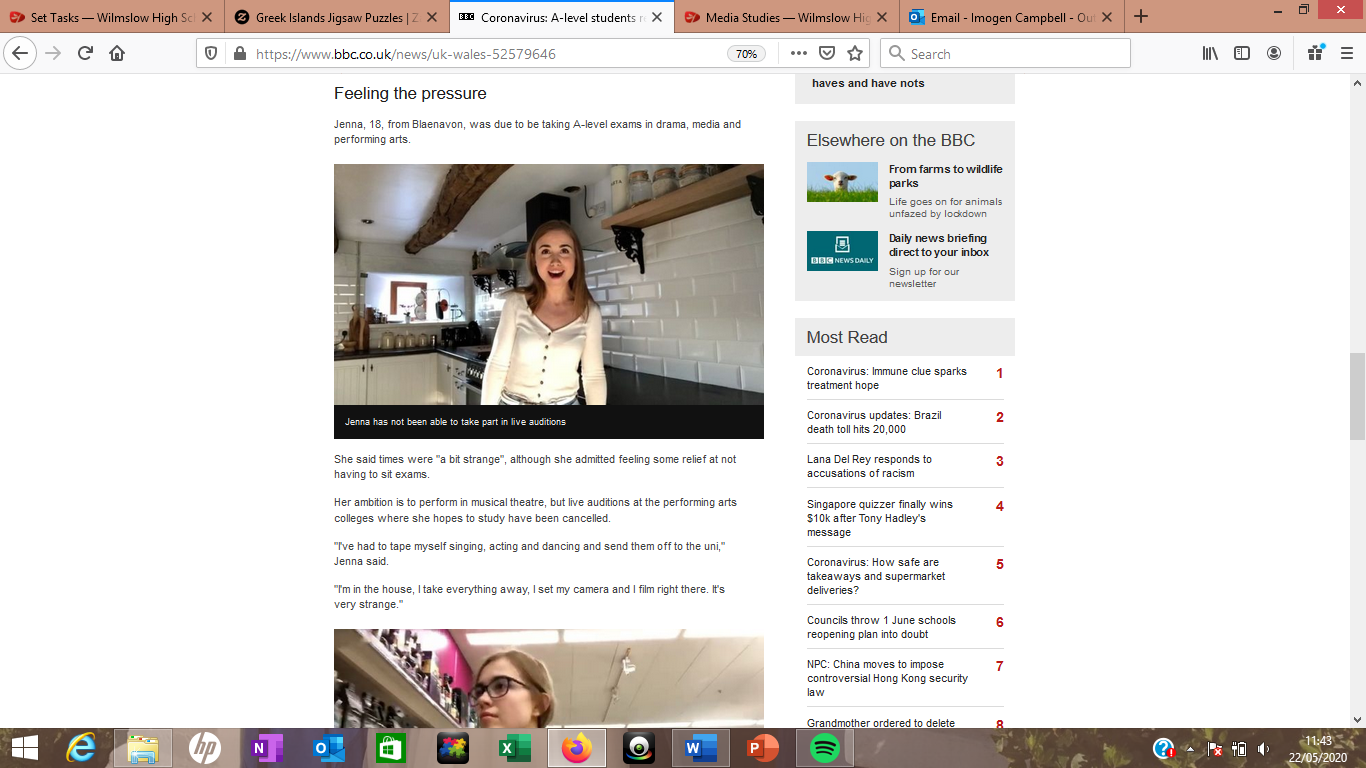 Set Tasks — Wilmslow High Sch
Greek Islands Jigsaw Puzzles | Z
BBC
Coronavirus: A-level students re
Media Studies — Wilmslow Hig
Email - Imogen Campbell - Out
https://www.bbc.co.uk/news/uk-wales-52579646
70%
Search
Feeling the pressure
Jenna, 18, from Blaenavon, was due to be taking A-level exams in drama, media and
performing arts.
Jenna has not been able to take part in live auditions
She said times were "a bit strange", although she admitted feeling some relief at not
having to sit exams.
Her ambition is to perform in musical theatre, but live auditions at the performing arts
colleges where she hopes to study have been cancelled.
"I've had to tape myself singing, acting and dancing and send them off to the uni,"
Jenna said.
"I'm in the house, I take everything away, I set my camera and I film right there. It's
very strange."
haves and have nots
Elsewhere on the BBC
From farms to wildlife
parks
Life goes on for animals
unfazed by lockdown
BBC NEWS DAILY
Daily news briefing
direct to your inbox
Sign up for our
newsletter
Most Read
Coronavirus: Immune clue sparks
treatment hope
1
Coronavirus updates: Brazil
death toll hits 20,000
2
Lana Del Rey responds to
accusations of racism
3
Singapore quizzer finally wins
$10k after Tony Hadley's
message
4
Coronavirus: How safe are
takeaways and supermarket
deliveries?
5
Councils throw 1 June schools
reopening plan into doubt
6
NPC: China moves to impose
controversial Hong Kong security
law
7
Grandmother ordered to delete
8
11:43
22/05/2020